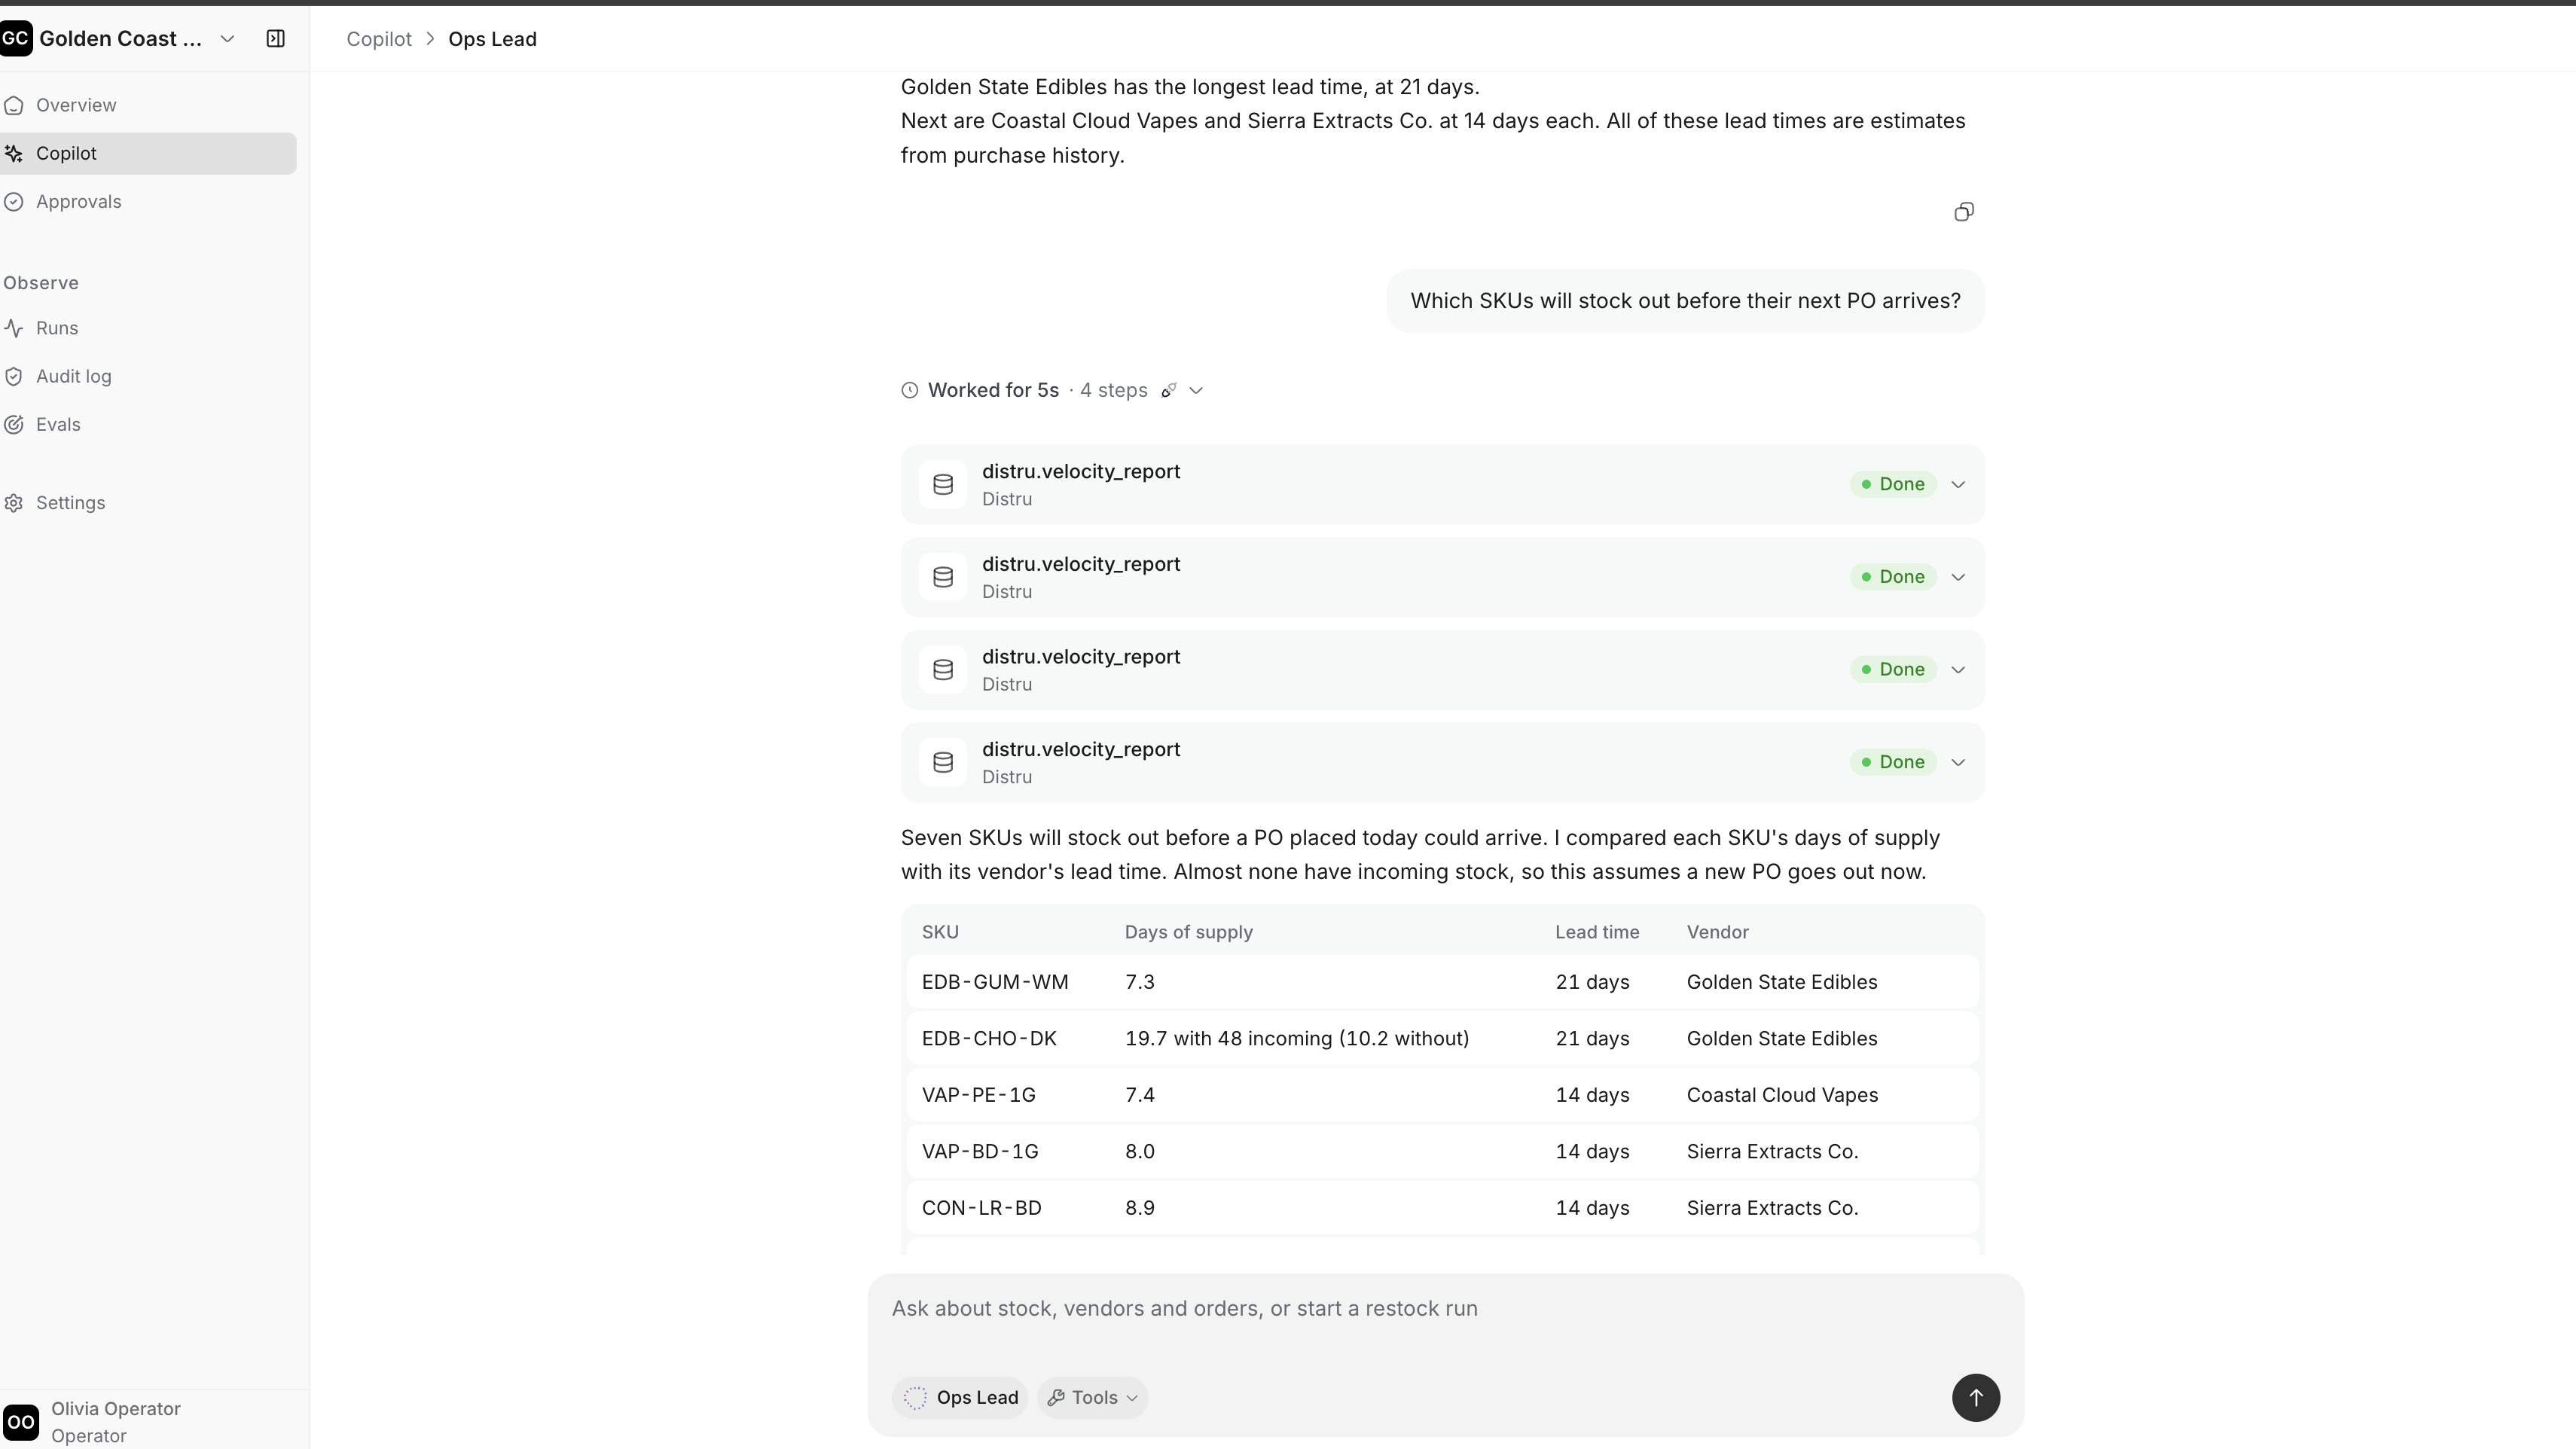 GC Golden Coast ...
Copilot > Ops Lead
Overview
Copilot
Approvals
Observe
Runs
Audit log
Evals
Settings
Golden State Edibles has the longest lead time, at 21 days.
Next are Coastal Cloud Vapes and Sierra Extracts Co. at 14 days each. All of these lead times are estimates
from purchase history.
Which SKUs will stock out before their next PO arrives?
Worked for 5s · 4 steps
distru.velocity_report
Distru
Done
distru.velocity_report
Distru
Done
distru.velocity_report
Distru
Done
distru.velocity_report
Distru
Done
Seven SKUs will stock out before a PO placed today could arrive. I compared each SKU's days of supply
with its vendor's lead time. Almost none have incoming stock, so this assumes a new PO goes out now.
SKU Days of supply Lead time Vendor
EDB-GUM-WM 7.3 21 days Golden State Edibles
EDB-CHO-DK 19.7 with 48 incoming (10.2 without) 21 days Golden State Edibles
VAP-PE-1G 7.4 14 days Coastal Cloud Vapes
VAP-BD-1G 8.0 14 days Sierra Extracts Co.
CON-LR-BD 8.9 14 days Sierra Extracts Co.
Ask about stock, vendors and orders, or start a restock run
Ops Lead Tools
OO Olivia Operator
Operator